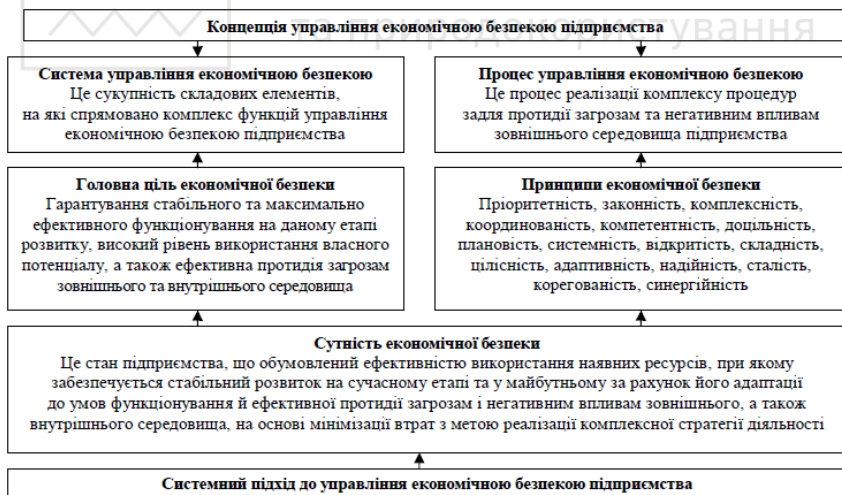 та природокористування
Концепція управління економічною безпекою підприємства
Система управління економічною безпекою
Це сукупність складових елементів,
на які спрямовано комплекс функцій управління
економічною безпекою підприємства
Процес управління економічною безпекою
Це процес реалізації комплексу процедур
задля протидії загрозам та негативним впливам
зовнішнього середовища підприємства
Головна ціль економічної безпеки
Гарантування стабільного та максимально
ефективного функціонування на даному етапі
розвитку, високий рівень використання власного
потенціалу, а також ефективна протидія загрозам
зовнішнього та внутрішнього середовища
Принципи економічної безпеки
Пріоритетність, законність, комплексність,
координованість, компетентність, доцільність,
плановість, системність, відкритість, складність,
цілісність, адаптивність, надійність, сталість,
корегованість, синергійність
Сутність економічної безпеки
Це стан підприємства, що обумовлений ефективністю використання наявних ресурсів, при якому
забезпечується стабільний розвиток на сучасному етапі та у майбутньому за рахунок його адаптації
до умов функціонування й ефективної протидії загрозам і негативним впливам зовнішнього, а також
внутрішнього середовища, на основі мінімізації втрат з метою реалізації комплексної стратегії діяльності
Системний підхід до управління економічною безпекою підприємства